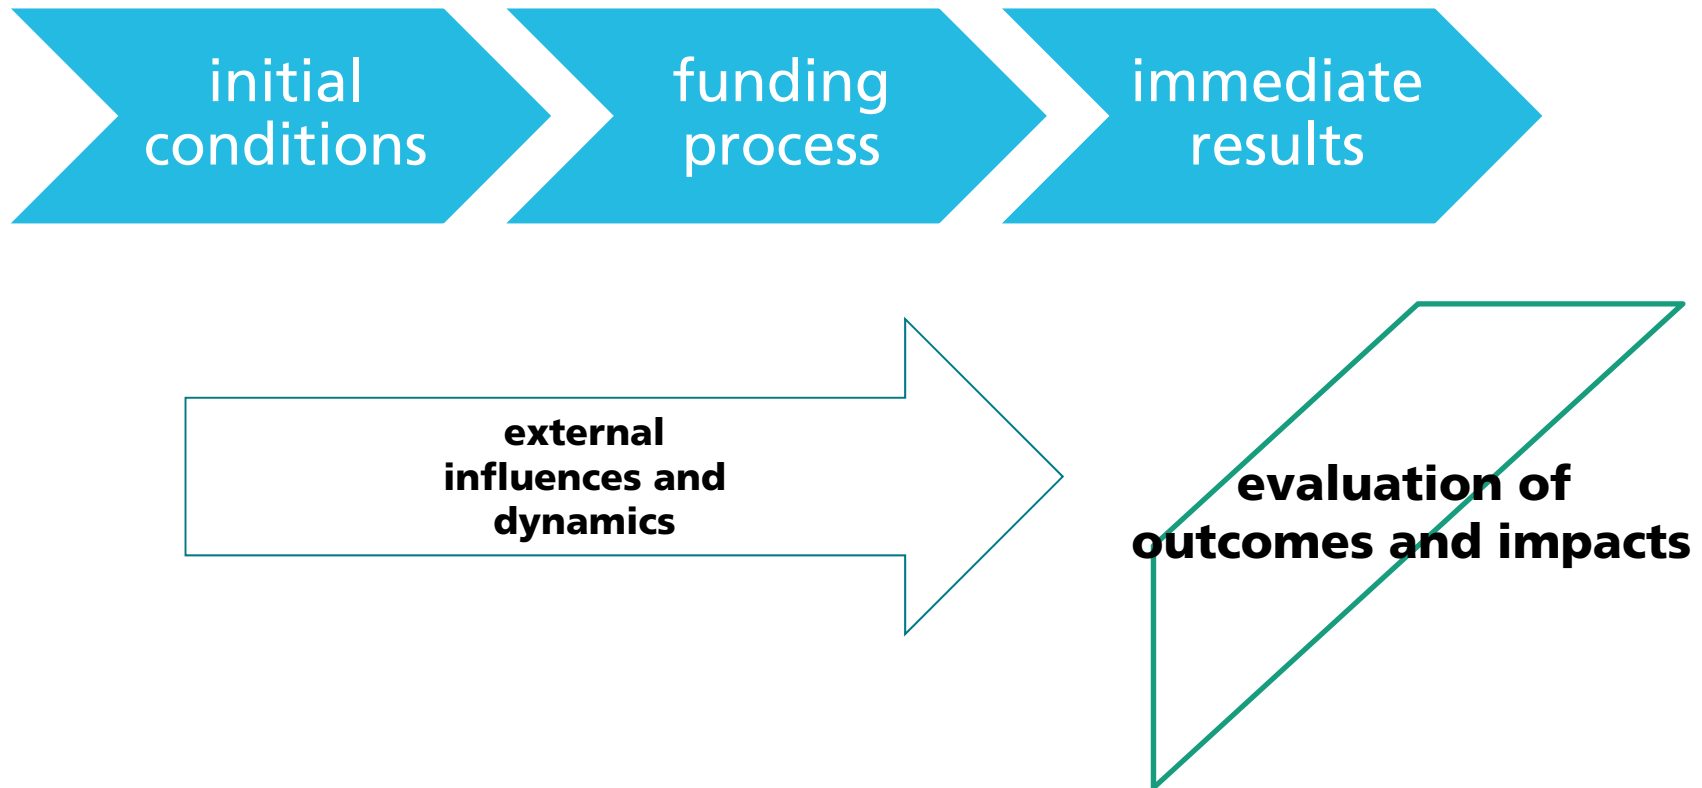 initial
conditions
funding
process
immediate
results
external
influences and
dynamics
evaluation of
outcomes and impacts